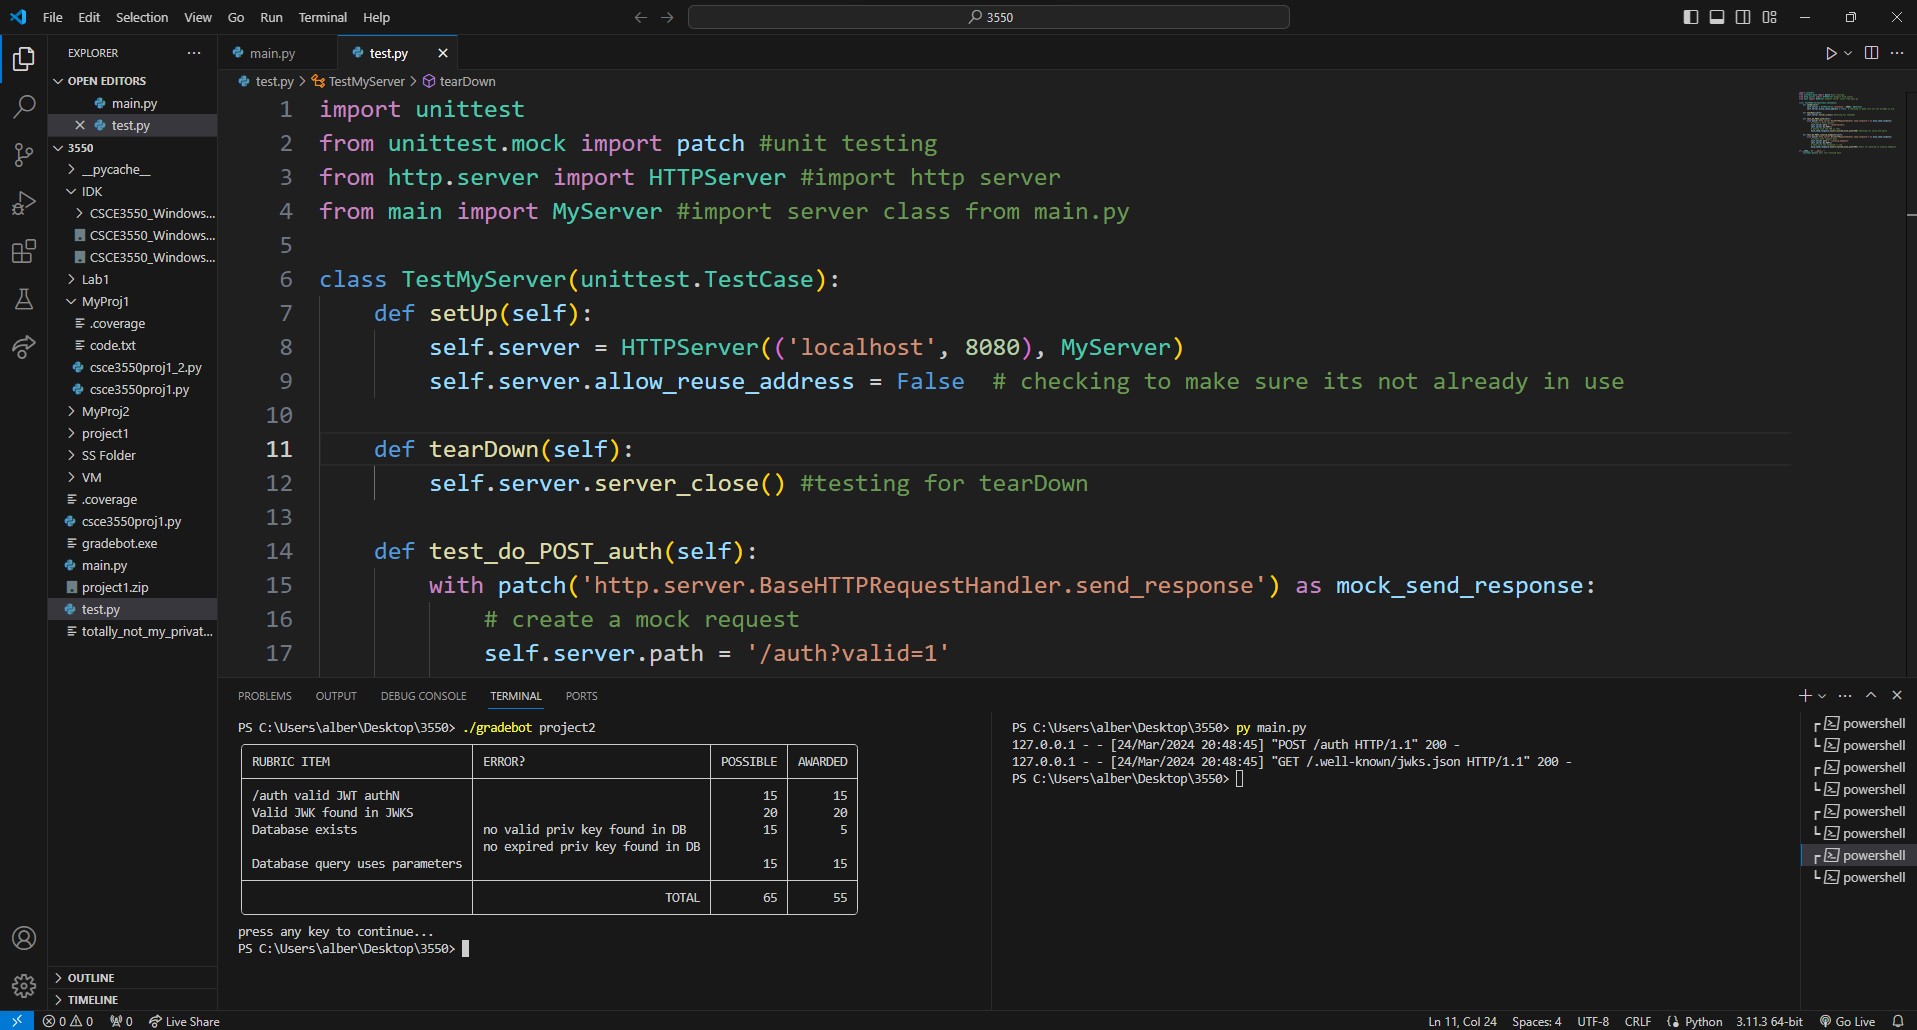 File Edit Selection View Go Run Terminal Help
3550
EXPLORER
OPEN EDITORS
main.py
test.py
3550
__pycache__
IDK
CSCE3550_Windows...
CSCE3550_Windows...
CSCE3550_Windows...
Lab1
MyProj1
.coverage
code.txt
csce3550proj1_2.py
csce3550proj1.py
MyProj2
project1
SS Folder
VM
.coverage
csce3550proj1.py
gradebot.exe
main.py
project1.zip
test.py
totally_not_my_privat...
OUTLINE
TIMELINE
main.py test.py
test.py > TestMyServer > tearDown
1 import unittest
2 from unittest.mock import patch #unit testing
3 from http.server import HTTPServer #import http server
4 from main import MyServer #import server class from main.py
5
6 class TestMyServer(unittest.TestCase):
7 def setUp(self):
8 self.server = HTTPServer(('localhost', 8080), MyServer)
9 self.server.allow_reuse_address = False # checking to make sure its not already in use
10
11 def tearDown(self):
12 self.server.server_close() #testing for tearDown
13
14 def test_do_POST_auth(self):
15 with patch('http.server.BaseHTTPRequestHandler.send_response') as mock_send_response:
16 # create a mock request
17 self.server.path = '/auth?valid=1'
PROBLEMS OUTPUT DEBUG CONSOLE TERMINAL PORTS
PS C:\Users\alber\Desktop\3550> ./gradebot project2
RUBRIC ITEM ERROR? POSSIBLE AWARDED
/auth valid JWT authN 15 15
Valid JWK found in JWKS 20 20
Database exists no valid priv key found in DB 15 5
no expired priv key found in DB
Database query uses parameters 15 15
TOTAL 65 55
press any key to continue...
PS C:\Users\alber\Desktop\3550>
PS C:\Users\alber\Desktop\3550> py main.py
127.0.0.1 - - [24/Mar/2024 20:48:45] "POST /auth HTTP/1.1" 200 -
127.0.0.1 - - [24/Mar/2024 20:48:45] "GET /.well-known/jwks.json HTTP/1.1" 200 -
PS C:\Users\alber\Desktop\3550>
powershell
powershell
powershell
powershell
powershell
powershell
powershell
powershell
0 0 0 Live Share
Ln 11, Col 24 Spaces: 4 UTF-8 CRLF Python 3.11.3 64-bit Go Live